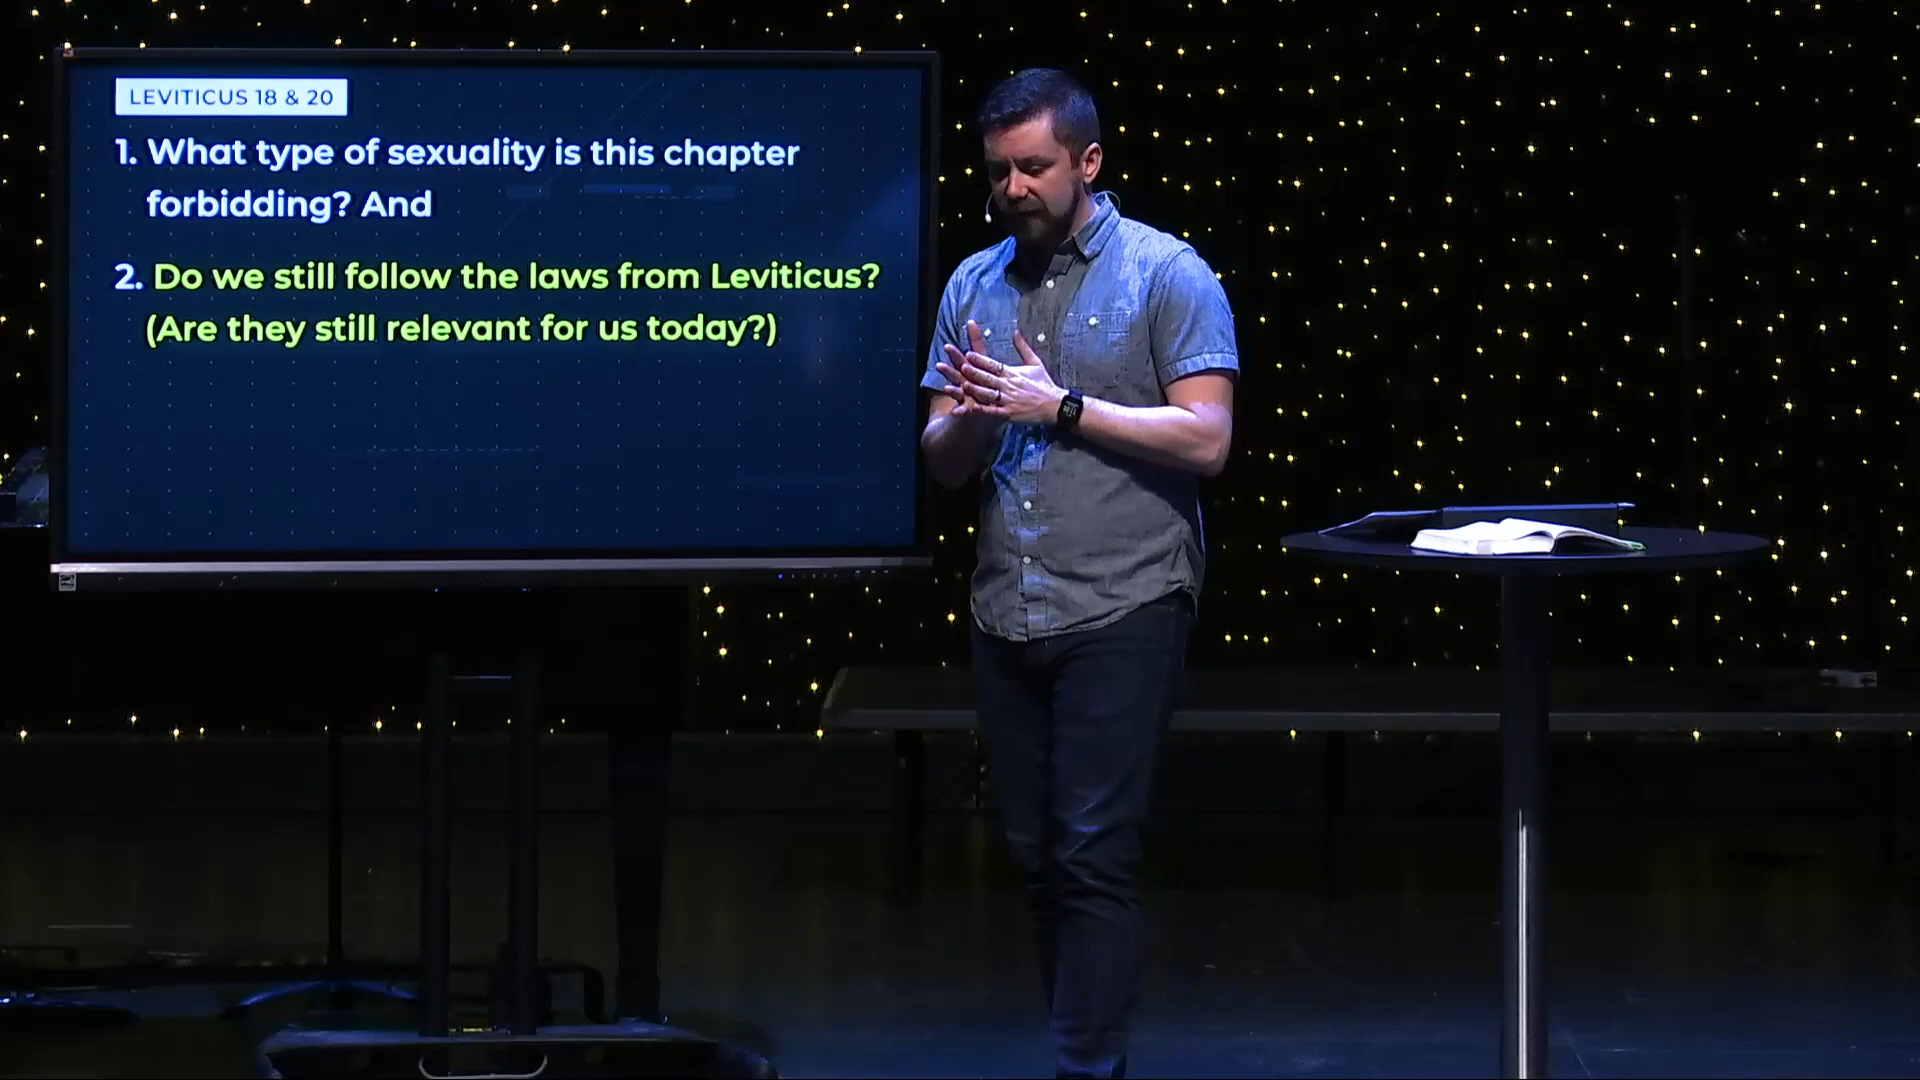 LEVITICUS 18 & 20
1. What type of sexuality is this chapter
forbidding? And
2. Do we still follow the laws from Leviticus?
(Are they still relevant for us today?)